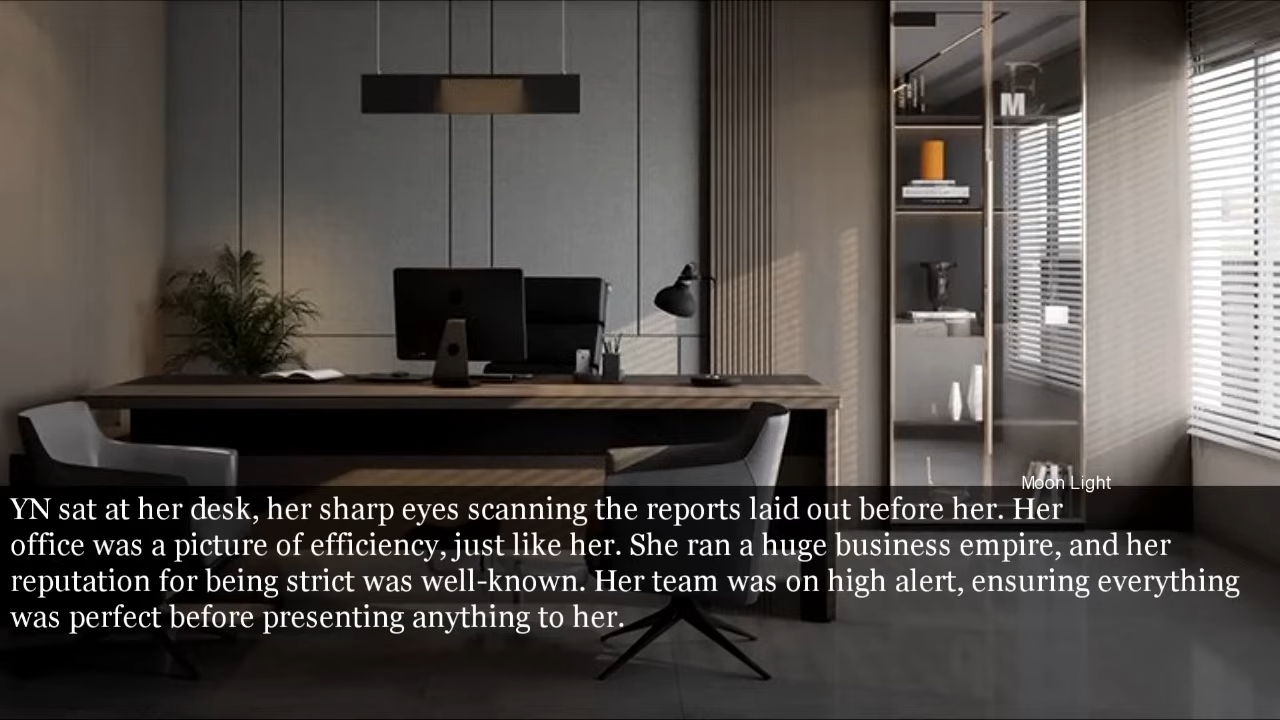 E
M
Moon Light
YN sat at her desk, her sharp eyes scanning the reports laid out before her. Her
office was a picture of efficiency, just like her. She ran a huge business empire, and her
reputation for being strict was well-known. Her team was on high alert, ensuring everything
was perfect before presenting anything to her.